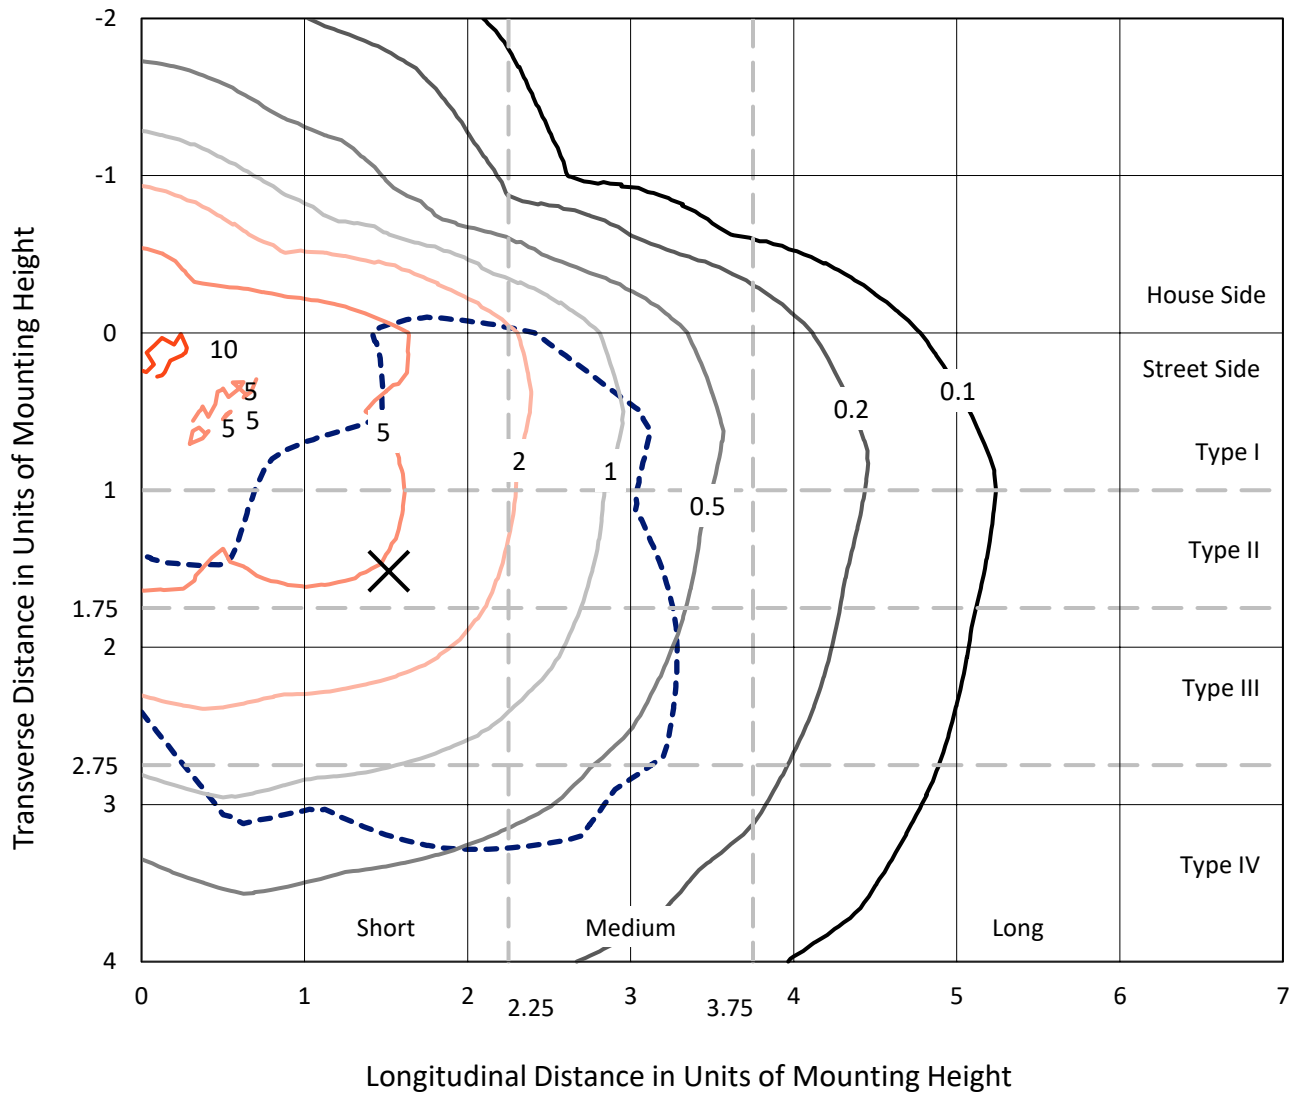 -2
-1
House Side
0
10
Street Side
5
0.1
0.2
5
5
5
Type I
2
1
1
0.5
Type II
1.75
2
Type III
2.75
3
Type IV
Short
Medium
Long
4
0
1
2
3
4
5
6
7
2.25
3.75
Transverse Distance in Units of Mounting Height
Longitudinal Distance in Units of Mounting Height